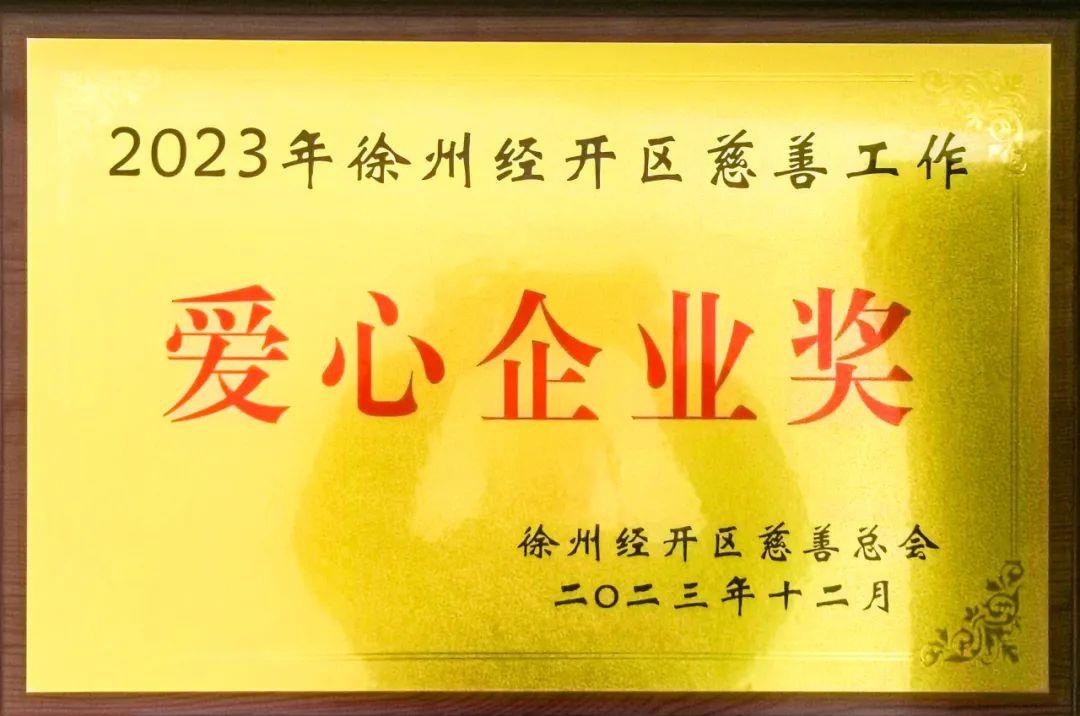 2023年徐州经开区慈善工作
爱心企业奖
徐州经开区慈善总会
二〇二三年十二月